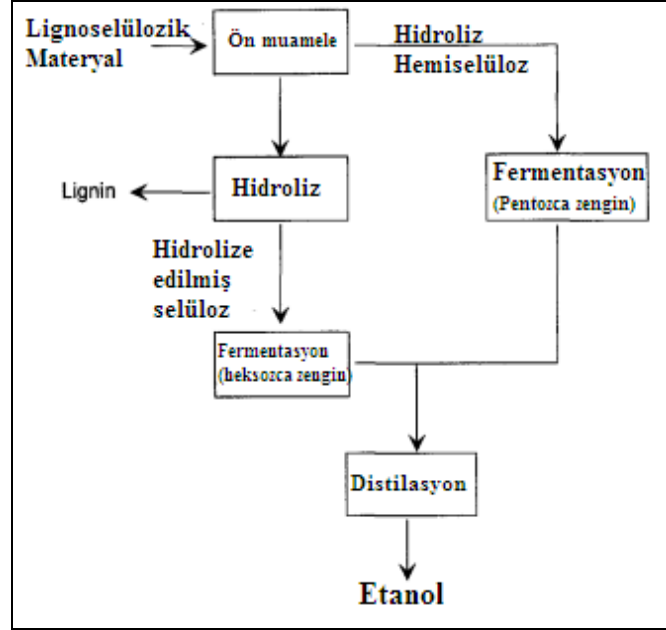 Lignoselülozik
Materyal
Ön muamele
Hidroliz
Hemiselüloz
Fermentasyon
(Pentozca zengin)
Lignin
Hidroliz
Hidrolize
edilmiş
selüloz
Fermentasyon
(heksozca zengin)
Distilasyon
Etanol